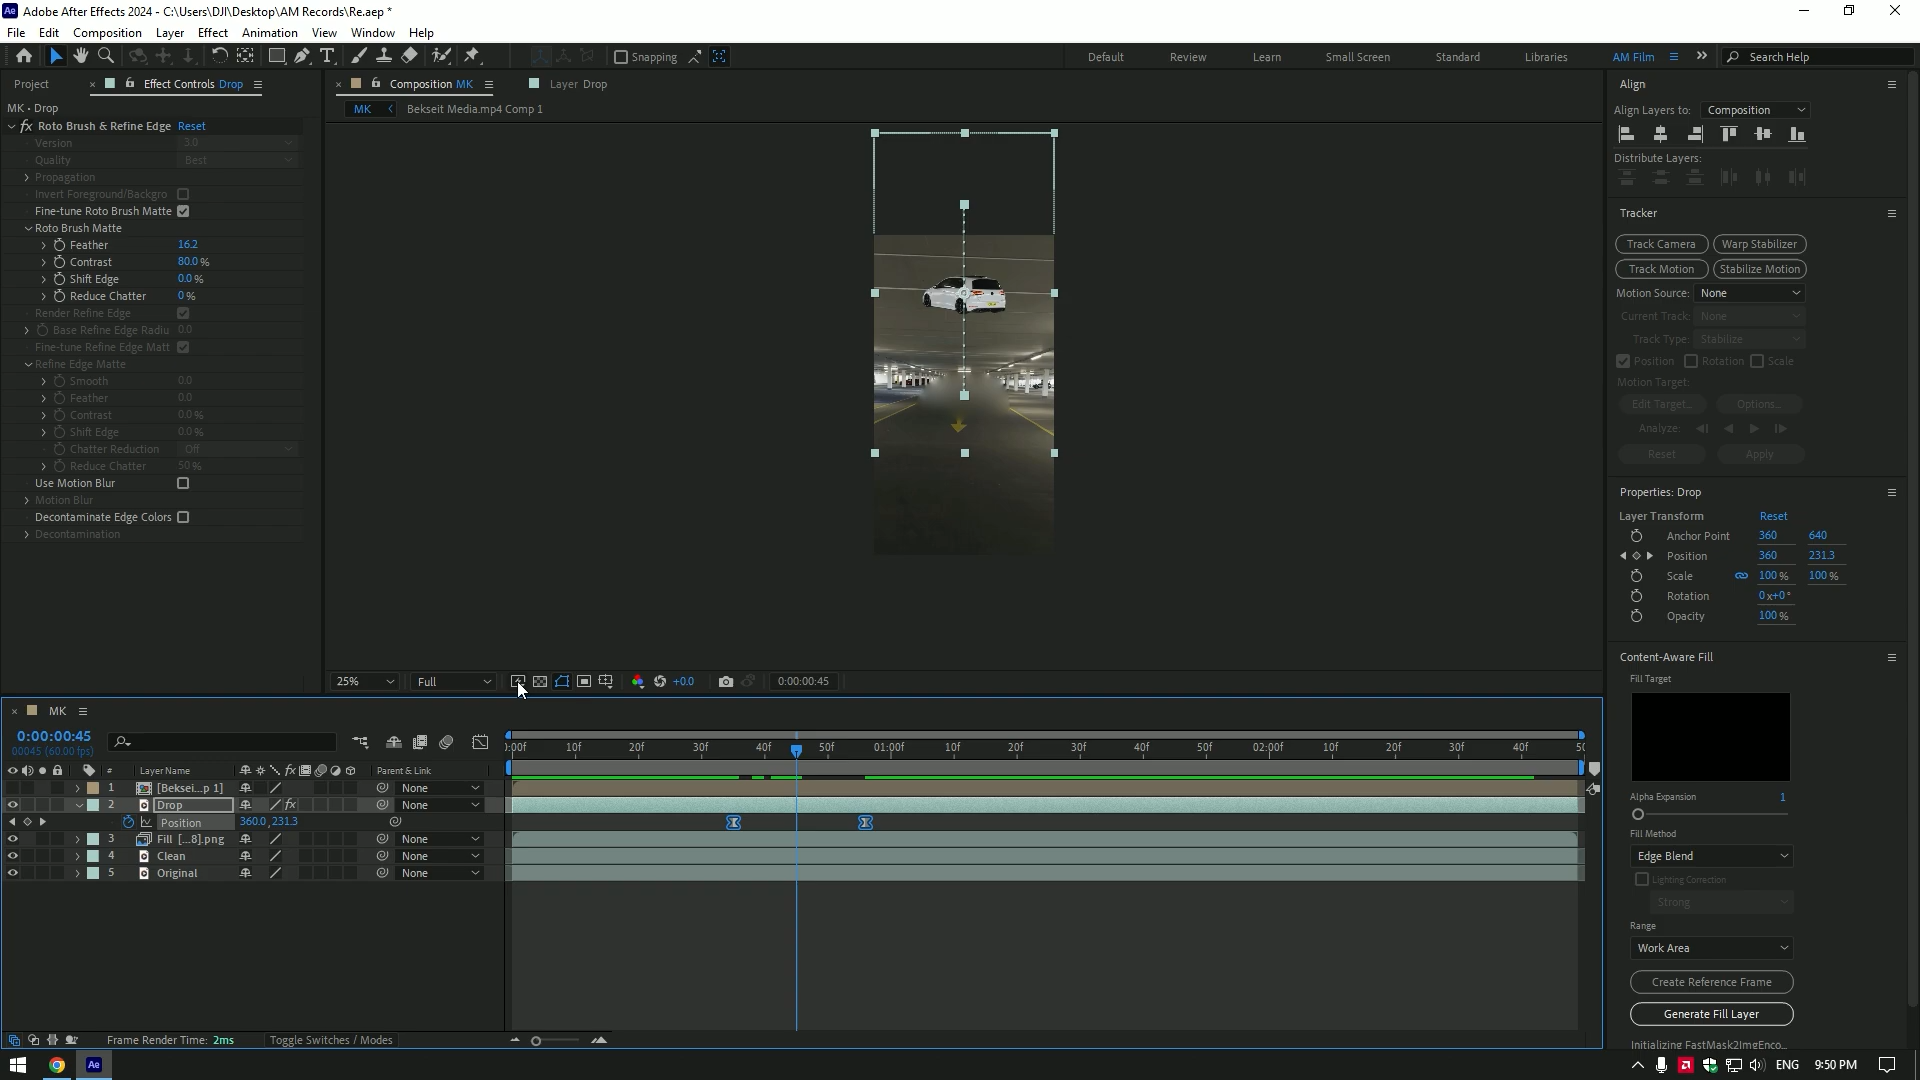 Adobe After Effects 2024 - C:\Users\DJI\Desktop\AM Records\Re.aep *
File Edit Composition Layer Effect Animation View Window Help
Snapping
Default Review Learn Small Screen Standard Libraries AM Film Search Help
Project Effect Controls Drop
Composition MK Layer Drop
MK • Drop
MK Bekseit Media.mp4 Comp 1
Roto Brush & Refine Edge Reset
Version 3.0
Quality Best
Propagation
Invert Foreground/Backgro
Fine-tune Roto Brush Matte
Roto Brush Matte
Feather 16.2
Contrast 80.0 %
Shift Edge 0.0 %
Reduce Chatter 0 %
Render Refine Edge
Base Refine Edge Radiu 0.0
Fine-tune Refine Edge Matt
Refine Edge Matte
Smooth 0.0
Feather 0.0
Contrast 0.0 %
Shift Edge 0.0 %
Chatter Reduction Off
Reduce Chatter 50 %
Use Motion Blur
Motion Blur
Decontaminate Edge Colors
Decontamination
25% Full +0.0 0:00:00:45
Align
Align Layers to: Composition
Distribute Layers:
Tracker
Track Camera Warp Stabilizer
Track Motion Stabilize Motion
Motion Source: None
Current Track: None
Track Type: Stabilize
Position Rotation Scale
Motion Target:
Edit Target... Options...
Analyze:
Reset Apply
Properties: Drop
Layer Transform Reset
Anchor Point 360 640
Position 360 231.3
Scale 100 % 100 %
Rotation 0x+0°
Opacity 100 %
Content-Aware Fill
Fill Target
Alpha Expansion 1
Fill Method
Edge Blend
Lighting Correction
Strong
Range
Work Area
Create Reference Frame
Generate Fill Layer
Initializing FastMask2ImgEnco...
MK
0:00:00:45
00045 (60.00 fps)
:00f 10f 20f 30f 40f 50f 01:00f 10f 20f 30f 40f 50f 02:00f 10f 20f 30f 40f 50
# Layer Name Parent & Link
1 [Beksei...p 1] None
2 Drop fx None
Position 360.0, 231.3
3 Fill [...8].png None
4 Clean None
5 Original None
Frame Render Time: 2ms Toggle Switches / Modes
ENG 9:50 PM